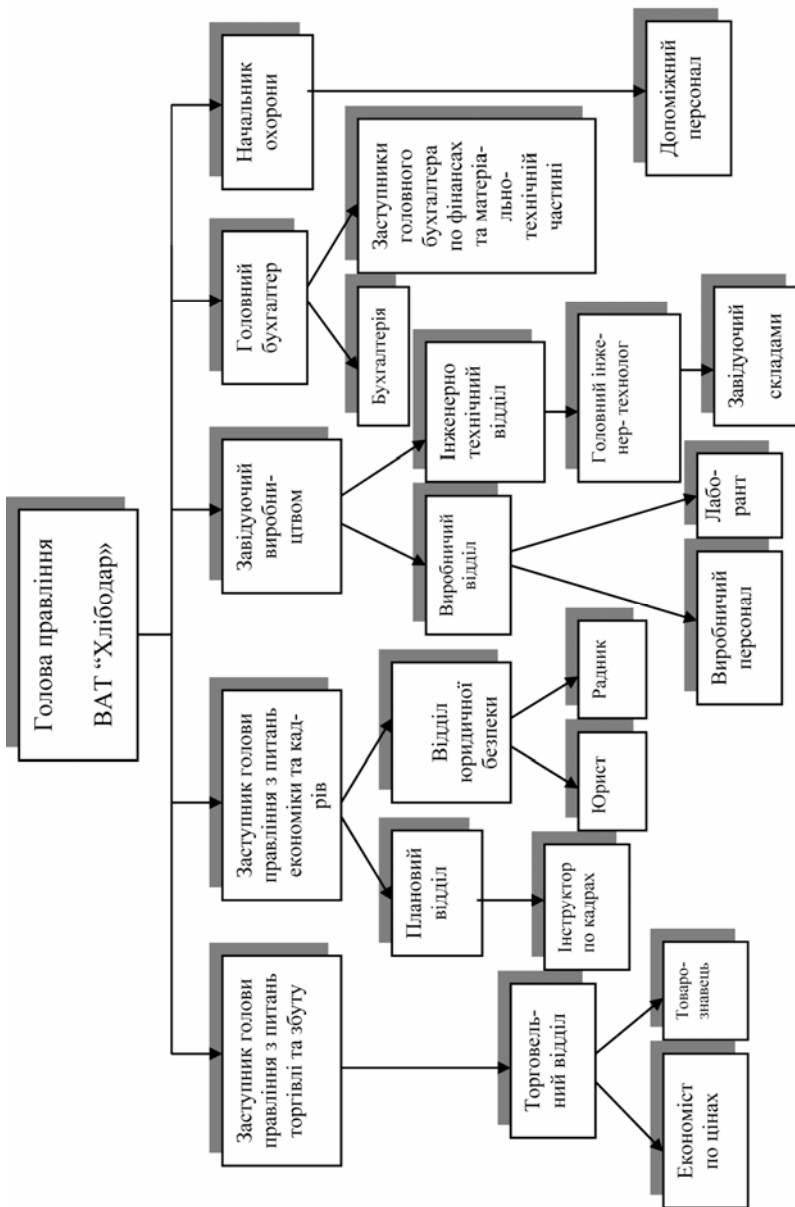 Голова правління
ВАТ “Хлібодар”
Заступник голови
правління з питань
торгівлі та збуту
Заступник голови
правління з питань
економіки та кад-
рів
Завідуючий
виробни-
цтвом
Головний
бухгалтер
Начальник
охорони
Плановий
відділ
Відділ
юридичної
безпеки
Виробничий
відділ
Інженерно
технічний
відділ
Бухгалтерія
Заступники
головного
бухгалтера
по фінансах
та матеріа-
льно-
технічній
частині
Торговель-
ний відділ
Інструктор
по кадрах
Юрист
Радник
Головний інже-
нер- технолог
Економіст
по цінах
Товаро-
знавець
Виробничий
персонал
Лабо-
рант
Завідуючий
складами
Допоміжний
персонал